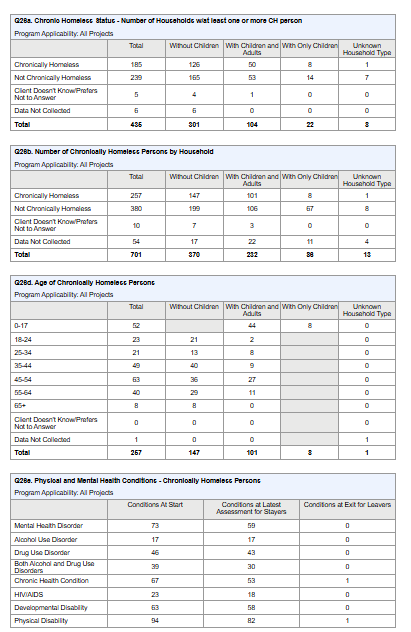 Q26a. Chronic Homeless Status - Number of Households w/at least one or more CH person
Program Applicability: All Projects
Total Without Children With Children and Adults With Only Children Unknown Household Type
Chronically Homeless 185 126 50 8 1
Not Chronically Homeless 239 165 53 14 7
Client Doesn't Know/Prefers Not to Answer 5 4 1 0 0
Data Not Collected 6 6 0 0 0
Total 435 301 104 22 8
Q26b. Number of Chronically Homeless Persons by Household
Program Applicability: All Projects
Total Without Children With Children and Adults With Only Children Unknown Household Type
Chronically Homeless 257 147 101 8 1
Not Chronically Homeless 380 199 106 67 8
Client Doesn't Know/Prefers Not to Answer 10 7 3 0 0
Data Not Collected 54 17 22 11 4
Total 701 370 232 86 13
Q26d. Age of Chronically Homeless Persons
Program Applicability: All Projects
Total Without Children With Children and Adults With Only Children Unknown Household Type
0-17 52 44 8 0
18-24 23 21 2 0
25-34 21 13 8 0
35-44 49 40 9 0
45-54 63 36 27 0
55-64 40 29 11 0
65+ 8 8 0 0
Client Doesn't Know/Prefers Not to Answer 0 0 0 0
Data Not Collected 1 0 0 1
Total 257 147 101 8 1
Q26e. Physical and Mental Health Conditions - Chronically Homeless Persons
Program Applicability: All Projects
Conditions At Start Conditions at Latest Assessment for Stayers Conditions at Exit for Leavers
Mental Health Disorder 73 59 0
Alcohol Use Disorder 17 17 0
Drug Use Disorder 46 43 0
Both Alcohol and Drug Use Disorders 39 30 0
Chronic Health Condition 67 53 1
HIV/AIDS 23 18 0
Developmental Disability 63 58 0
Physical Disability 94 82 1